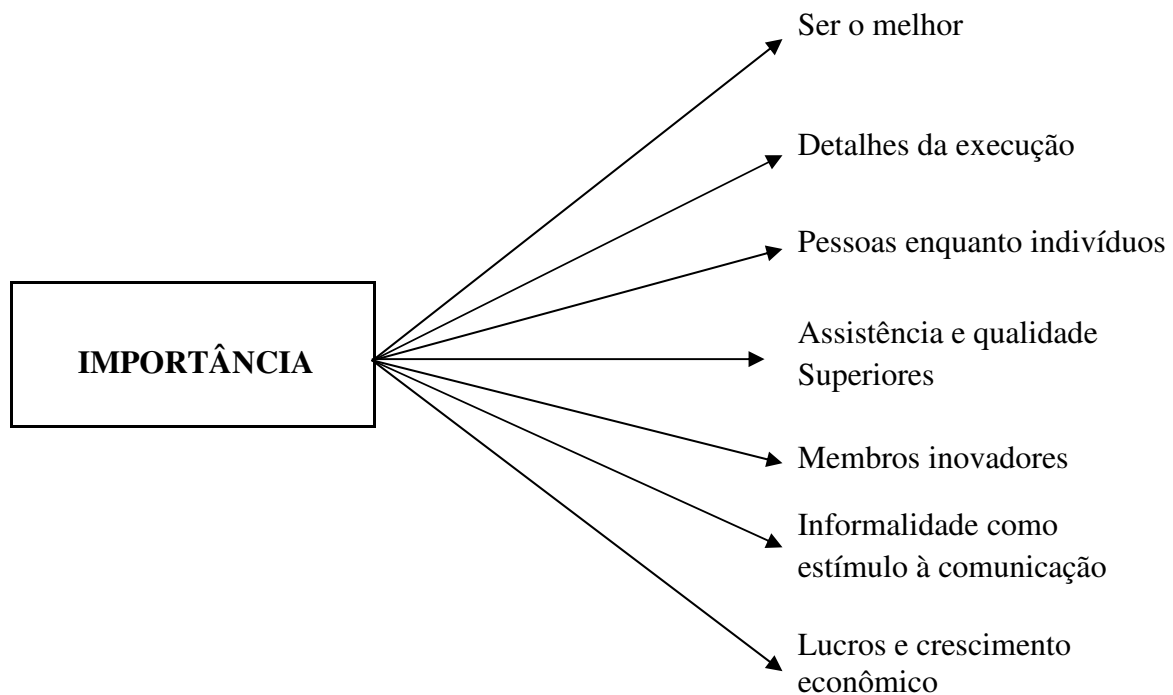 Ser o melhor
Detalhes da execução
Pessoas enquanto indivíduos
IMPORTÂNCIA
Assistência e qualidade
Superiores
Membros inovadores
Informalidade como
estímulo à comunicação
Lucros e crescimento
econômico